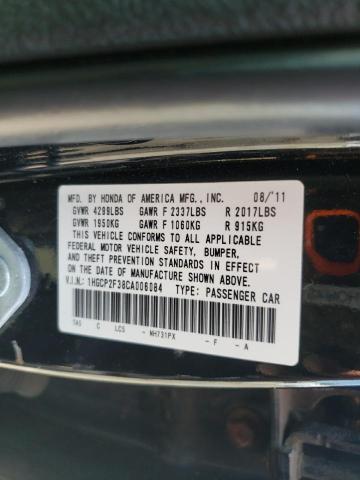 MFD. BY HONDA OF AMERICA MFG., INC. 08/'11
GVWR 4299LBS GAWR F 2337LBS R 2017LBS
GVWR 1950KG GAWR F 1060KG R 915KG
THIS VEHICLE CONFORMS TO ALL APPLICABLE
FEDERAL MOTOR VEHICLE SAFETY, BUMPER,
AND THEFT PREVENTION STANDARDS IN EFFECT
ON THE DATE OF MANUFACTURE SHOWN ABOVE.
V.I.N.: 1HGCP2F38CA006084 TYPE: PASSENGER CAR
TA5 C LCS - NH731PX - F - A